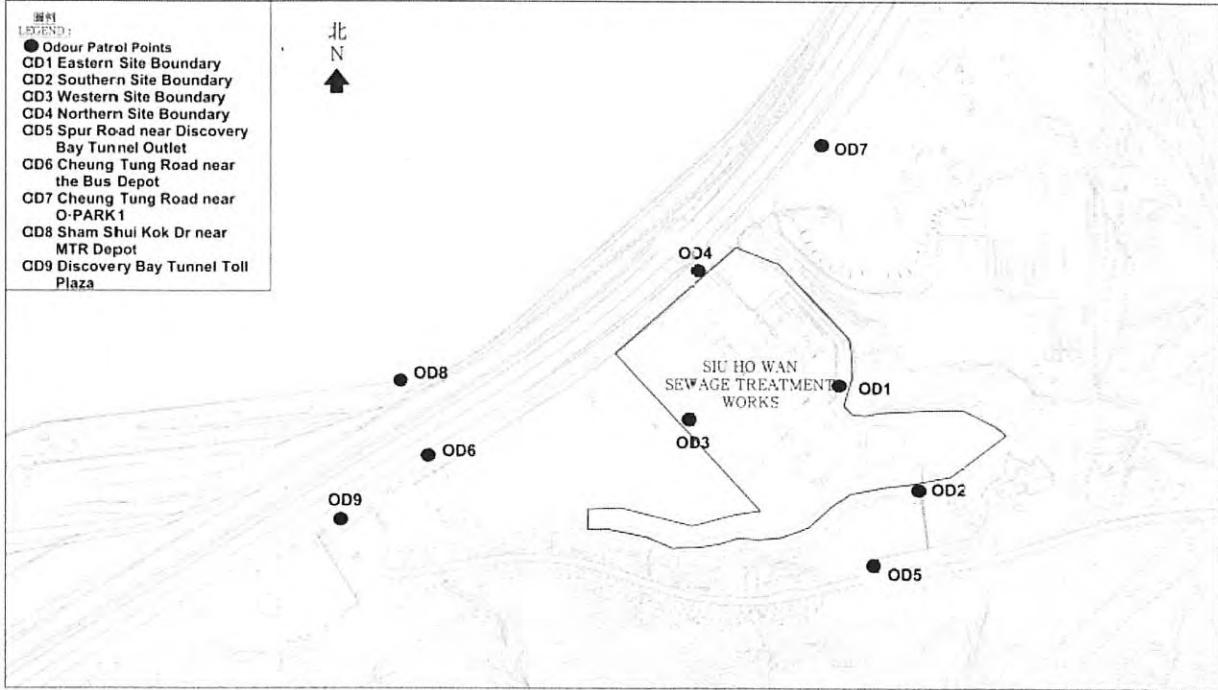 圖例
LEGEND :
Odour Patrol Points
OD1 Eastern Site Boundary
OD2 Southern Site Boundary
OD3 Western Site Boundary
OD4 Northern Site Boundary
OD5 Spur Road near Discovery
Bay Tunnel Outlet
OD6 Cheung Tung Road near
the Bus Depot
OD7 Cheung Tung Road near
O-PARK1
OD8 Sham Shui Kok Dr near
MTR Depot
OD9 Discovery Bay Tunnel Toll
Plaza
北
N
OD7
OD4
OD8
SIU HO WAN
SEWAGE TREATMENT
WORKS
OD1
OD3
OD6
OD2
OD9
OD5